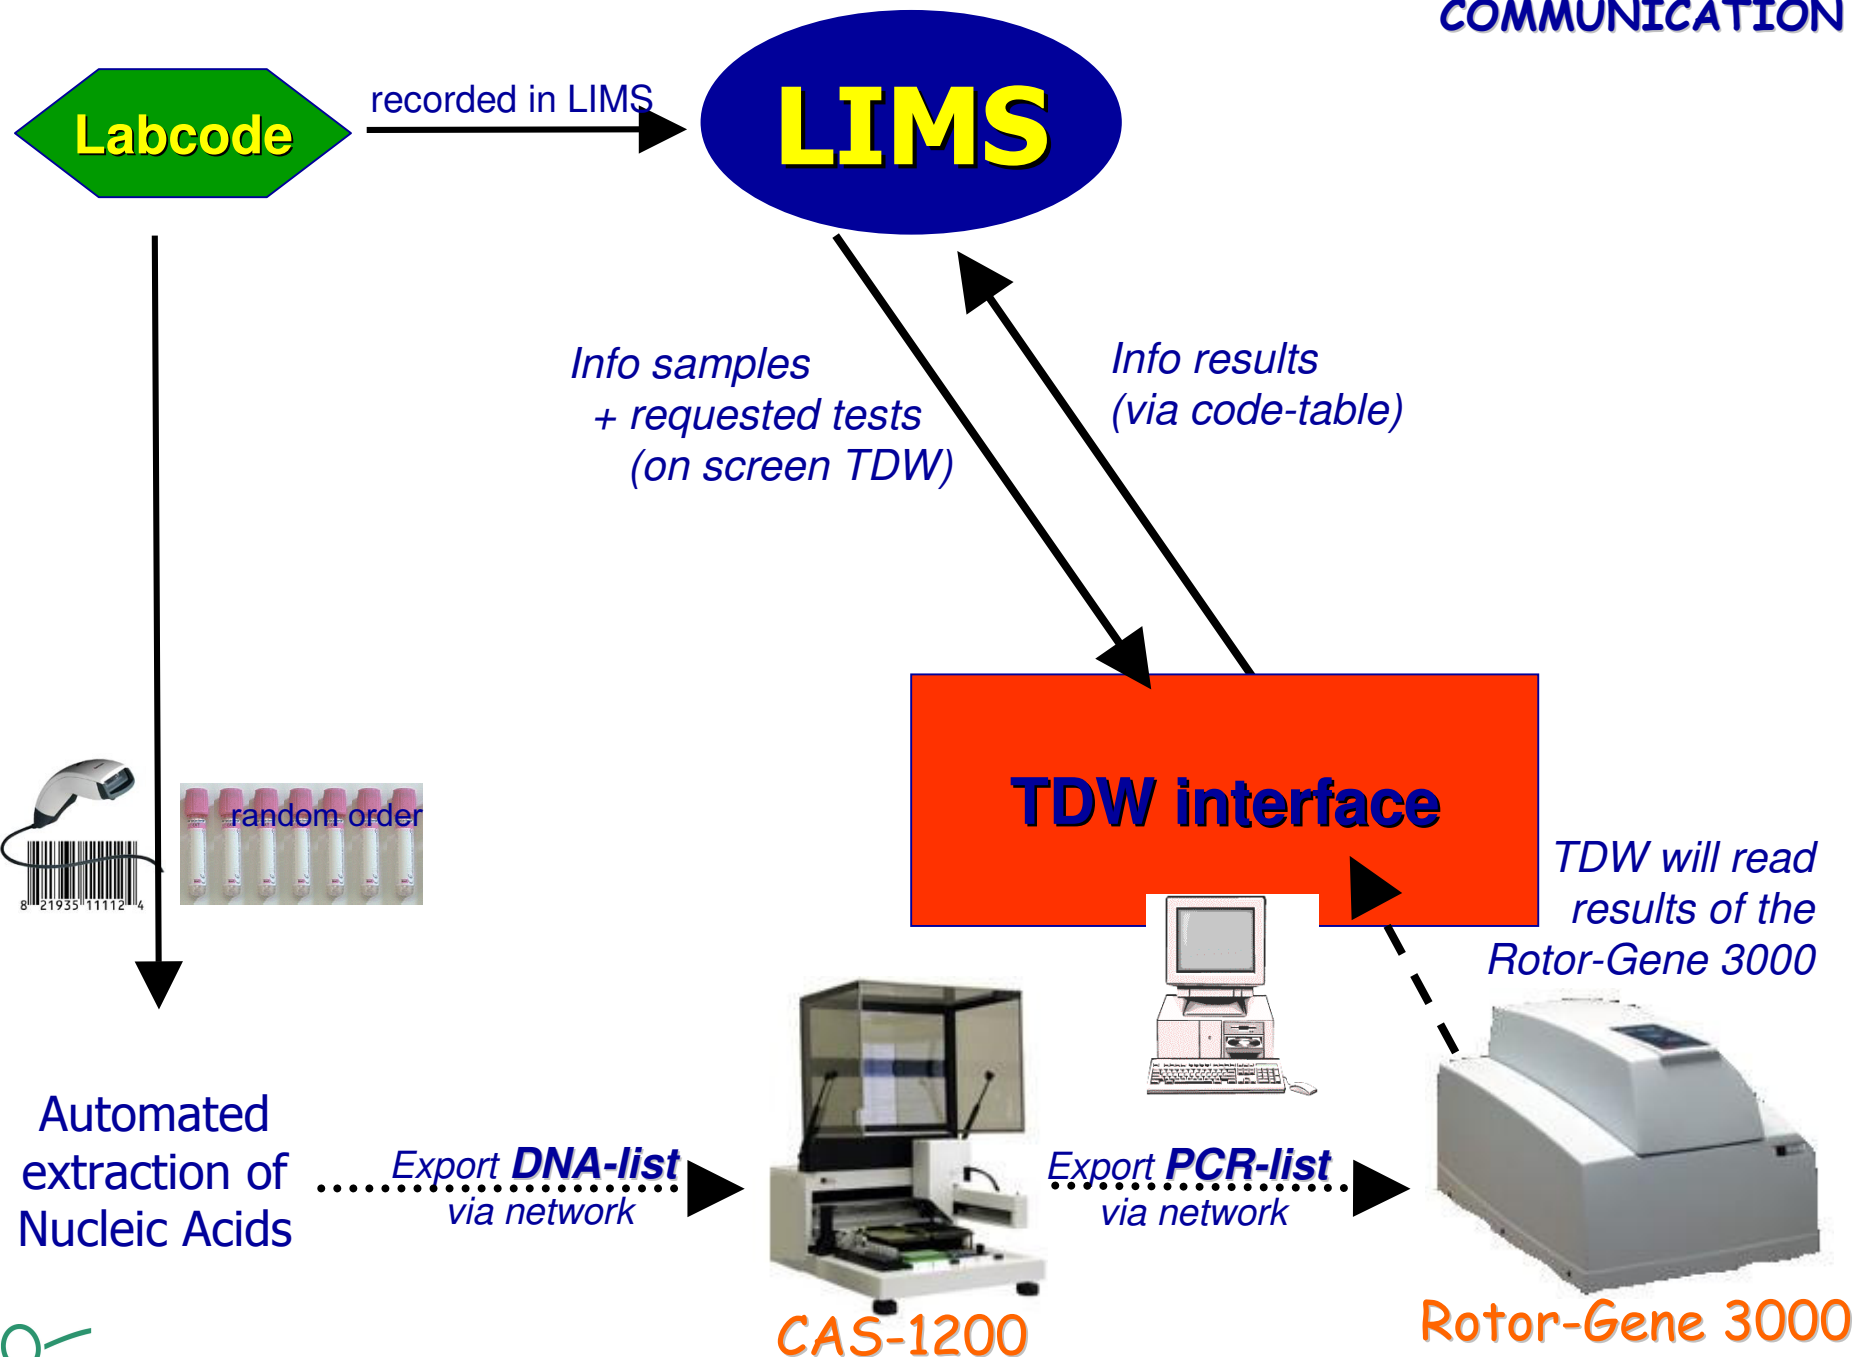 COMMUNICATION
Labcode
recorded in LIMS
LIMS
Info samples
+ requested tests
(on screen TDW)
Info results
(via code-table)
random order
8 21935 11112 4
TDW interface
TDW will read
results of the
Rotor-Gene 3000
Automated
extraction of
Nucleic Acids
Export DNA-list
via network
Export PCR-list
via network
CAS-1200
Rotor-Gene 3000